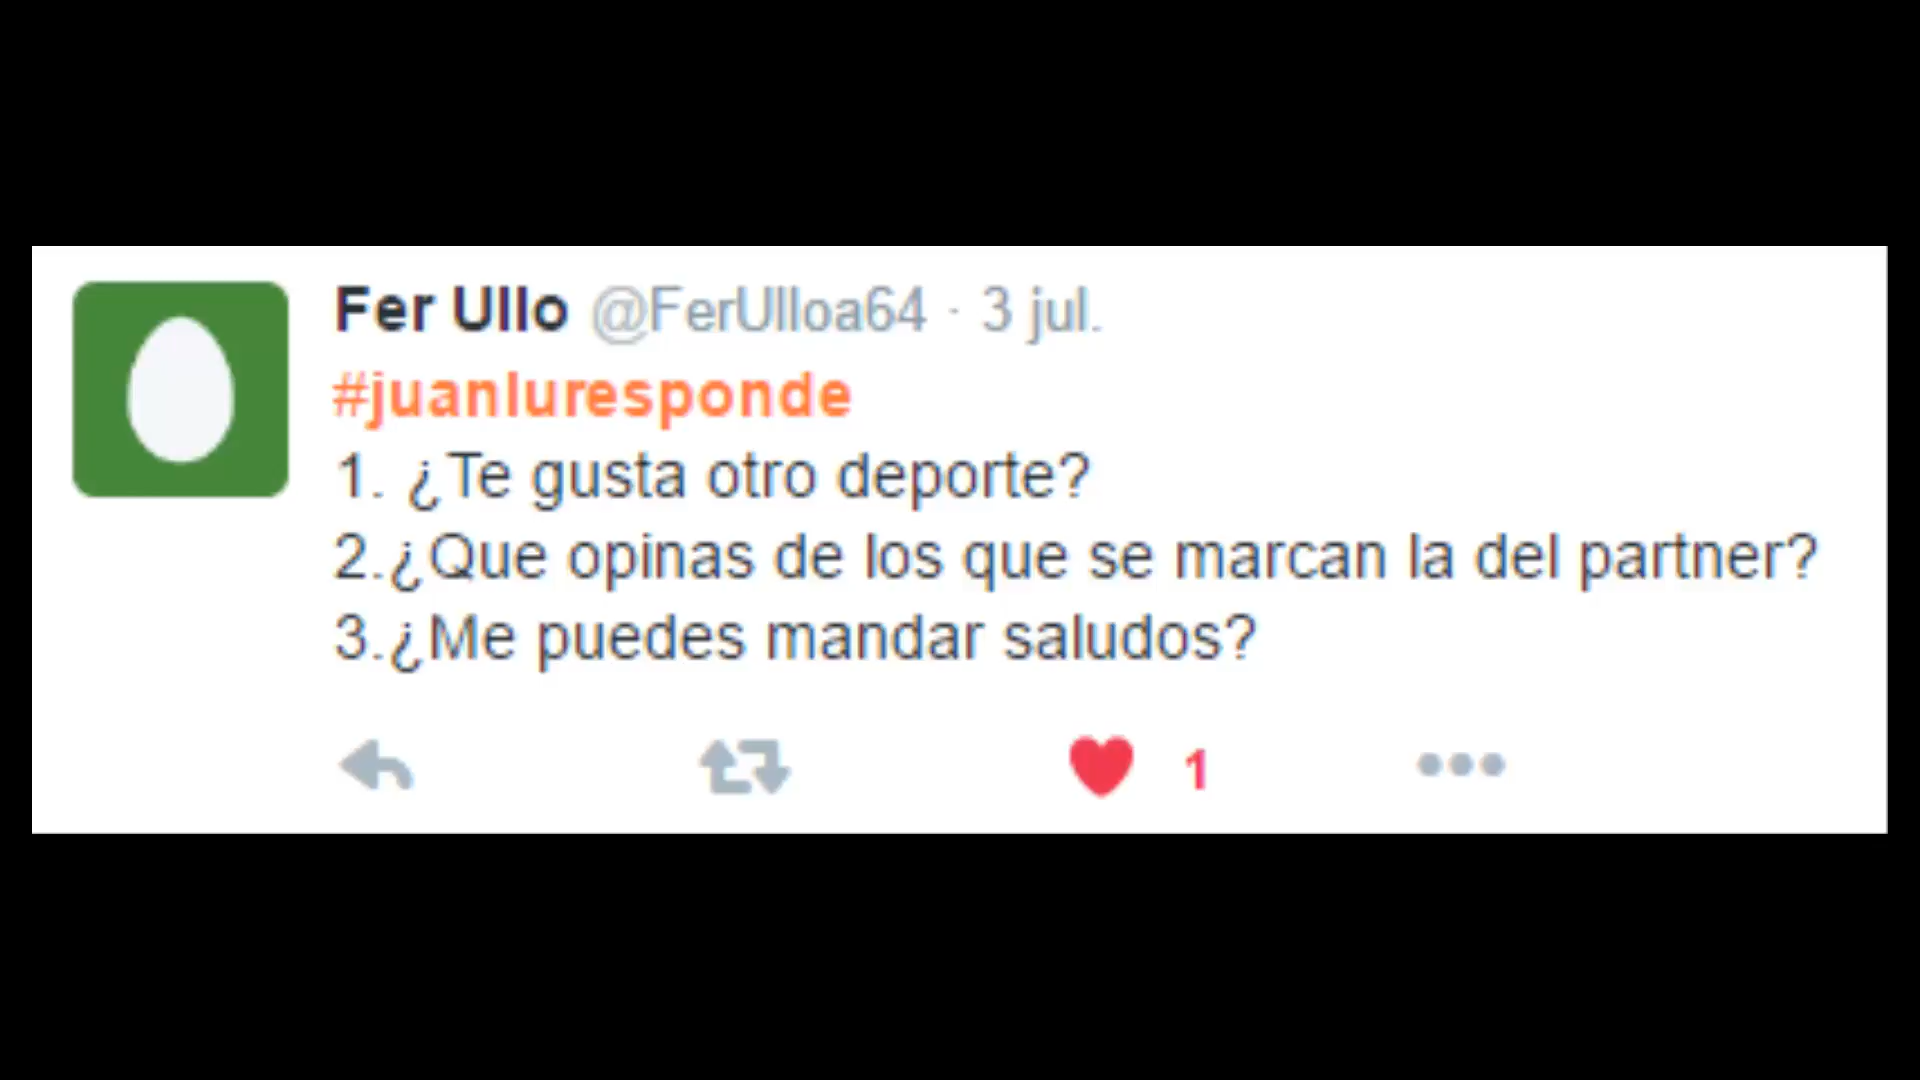 Fer Ullo @FerUlloa64 · 3 jul.
#juanluresponde
1. ¿Te gusta otro deporte?
2.¿Que opinas de los que se marcan la del partner?
3.¿Me puedes mandar saludos?
1